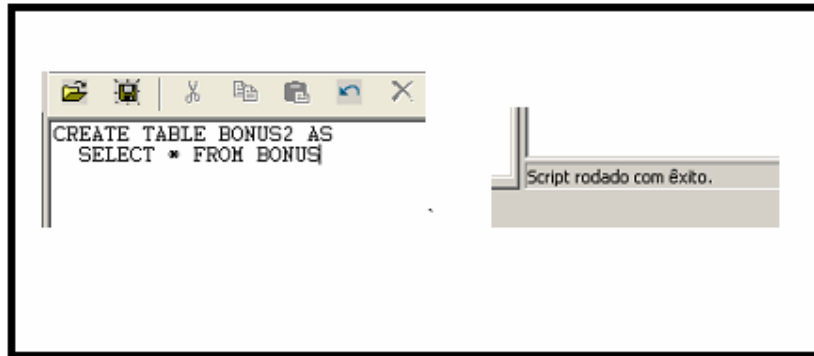 CREATE TABLE BONUS2 AS
SELECT * FROM BONUS
Script rodado com êxito.